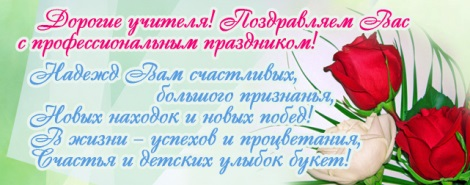 Дорогие учителя! Поздравляем Вас
с профессиональным праздником!
Надежд Вам счастливых,
большого признанья,
Новых находок и новых побед!
В жизни – успехов и процветания,
Счастья и детских улыбок букет!